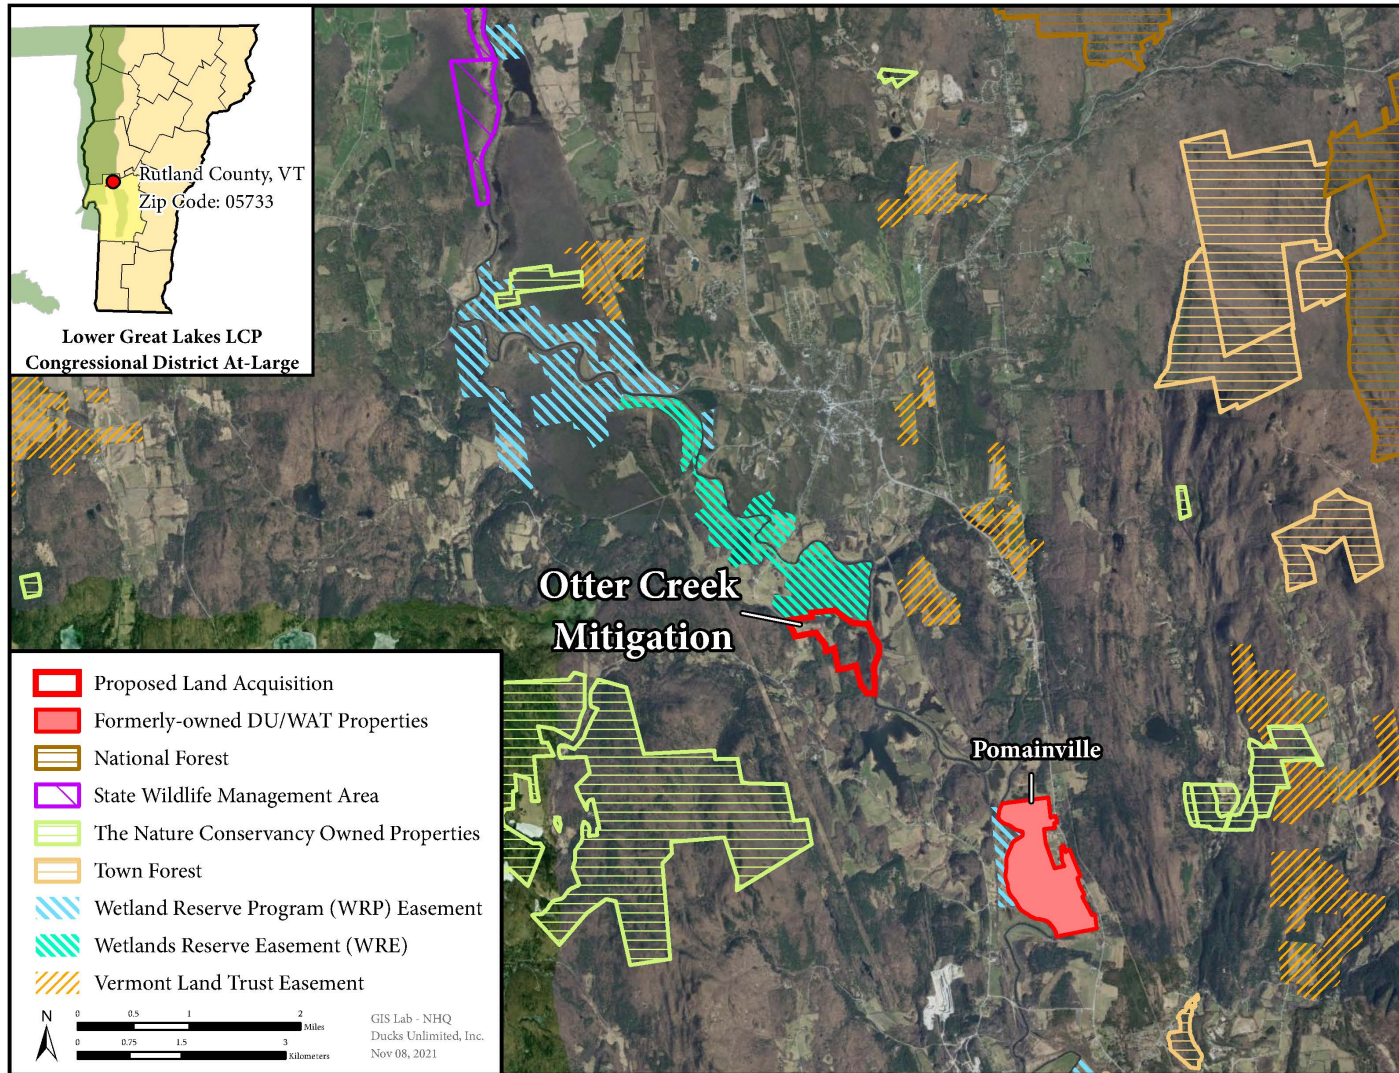 Rutland County, VT
Zip Code: 05733
Lower Great Lakes LCP
Congressional District At-Large
Otter Creek
Mitigation
Pomainville
Proposed Land Acquisition
Formerly-owned DU/WAT Properties
National Forest
State Wildlife Management Area
The Nature Conservancy Owned Properties
Town Forest
Wetland Reserve Program (WRP) Easement
Wetlands Reserve Easement (WRE)
Vermont Land Trust Easement
N
0 0.5 1 2
Miles
0 0.75 1.5 3
Kilometers
GIS Lab - NHQ
Ducks Unlimited, Inc.
Nov 08, 2021